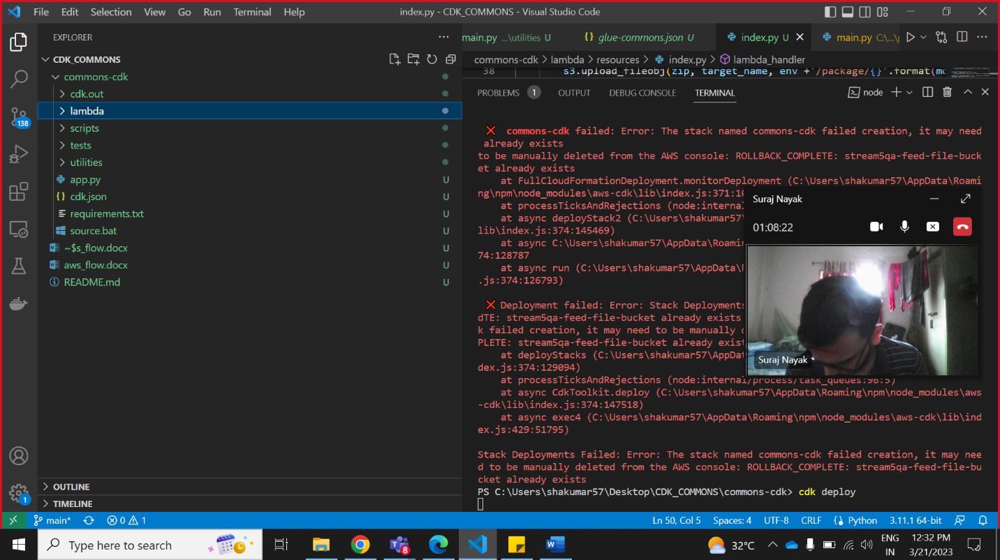 File Edit Selection View Go Run Terminal Help
index.py - CDK_COMMONS - Visual Studio Code
EXPLORER
CDK_COMMONS
commons-cdk
cdk.out
lambda
scripts
tests
utilities
app.py U
cdk.json U
requirements.txt U
source.bat U
~$s_flow.docx U
aws_flow.docx U
README.md U
OUTLINE
TIMELINE
138
1
main.py ...\utilities U
{} glue-commons.json U
index.py U
main.py C:\...\
commons-cdk > lambda > resources > index.py > lambda_handler
38 s3.upload_fileobj(zip, target_name, env +'/package/{}'.format(mo
PROBLEMS 1 OUTPUT DEBUG CONSOLE TERMINAL
node
❌ commons-cdk failed: Error: The stack named commons-cdk failed creation, it may need
already exists
to be manually deleted from the AWS console: ROLLBACK_COMPLETE: stream5qa-feed-file-buck
et already exists
at FullCloudFormationDeployment.monitorDeployment (C:\Users\shakumar57\AppData\Roami
ng\npm\node_modules\aws-cdk\lib\index.js:371:10
at processTicksAndRejections (node:internal
at async deployStack2 (C:\Users\shakumar57\AppData\
lib\index.js:374:145469)
at async C:\Users\shakumar57\AppData\Roaming
74:128787
at async run (C:\Users\shakumar57\AppData\
.js:374:126793)
❌ Deployment failed: Error: Stack Deployments
dTE: stream5qa-feed-file-bucket already exists
k failed creation, it may need to be manually
PLETE: stream5qa-feed-file-bucket already exist
at deployStacks (C:\Users\shakumar57\AppDat
dex.js:374:129094)
at processTicksAndRejections (node:internal/process/task_queues:96:5)
at async CdkToolkit.deploy (C:\Users\shakumar57\AppData\Roaming\npm\node_modules\aws
-cdk\lib\index.js:374:147518)
at async exec4 (C:\Users\shakumar57\AppData\Roaming\npm\node_modules\aws-cdk\lib\ind
ex.js:429:51795)
Stack Deployments Failed: Error: The stack named commons-cdk failed creation, it may nee
d to be manually deleted from the AWS console: ROLLBACK_COMPLETE: stream5qa-feed-file-bu
cket already exists
PS C:\Users\shakumar57\Desktop\CDK_COMMONS\commons-cdk> cdk deploy
Suraj Nayak
01:08:22
Suraj Nayak
main* 0 1
Ln 50, Col 5 Spaces: 4 UTF-8 CRLF Python 3.11.1 64-bit
Type here to search
8
32°C
ENG
IN
12:32 PM
3/21/2023